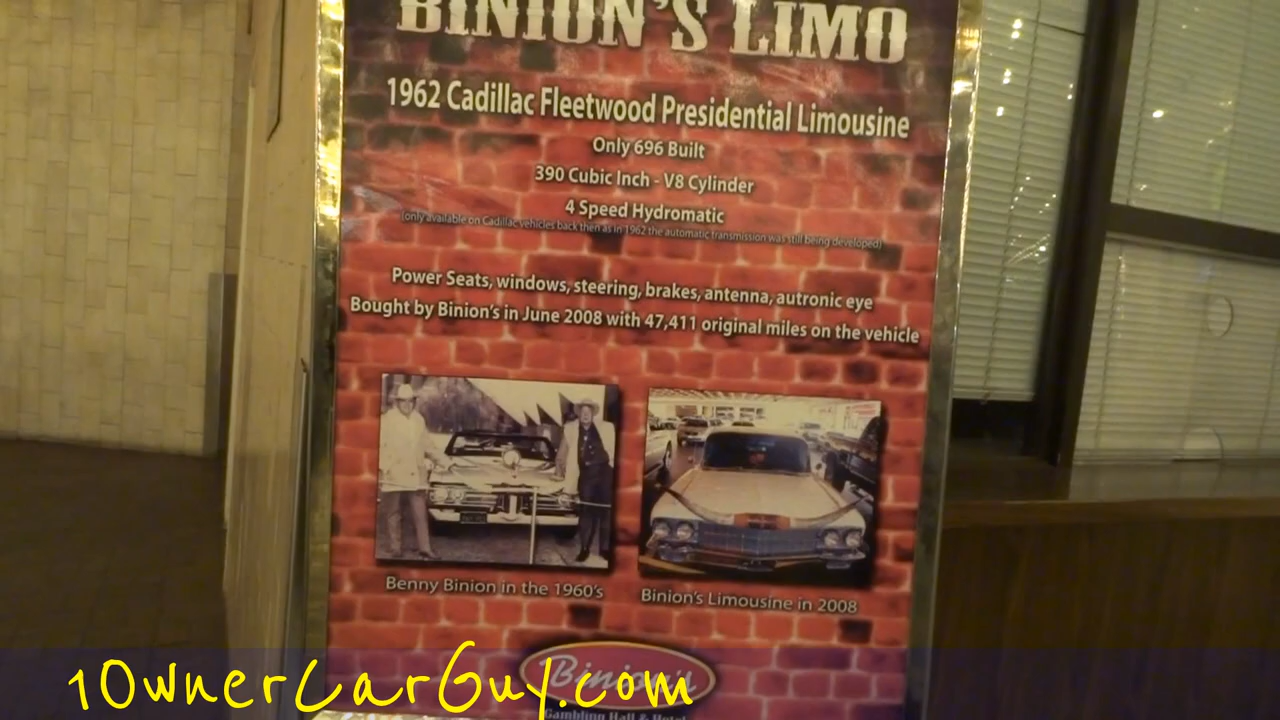 BINION'S LIMO
1962 Cadillac Fleetwood Presidential Limousine
Only 696 Built
390 Cubic Inch - V8 Cylinder
4 Speed Hydromatic
(only available on Cadillac vehicles back then as in 1962 the automatic transmission was still being developed)
Power Seats, windows, steering, brakes, antenna, autronic eye
Bought by Binion's in June 2008 with 47,411 original miles on the vehicle
Benny Binion in the 1960's
Binion's Limousine in 2008
Binion's
Gambling Hall & Hotel
1OwnerCarGuy.com